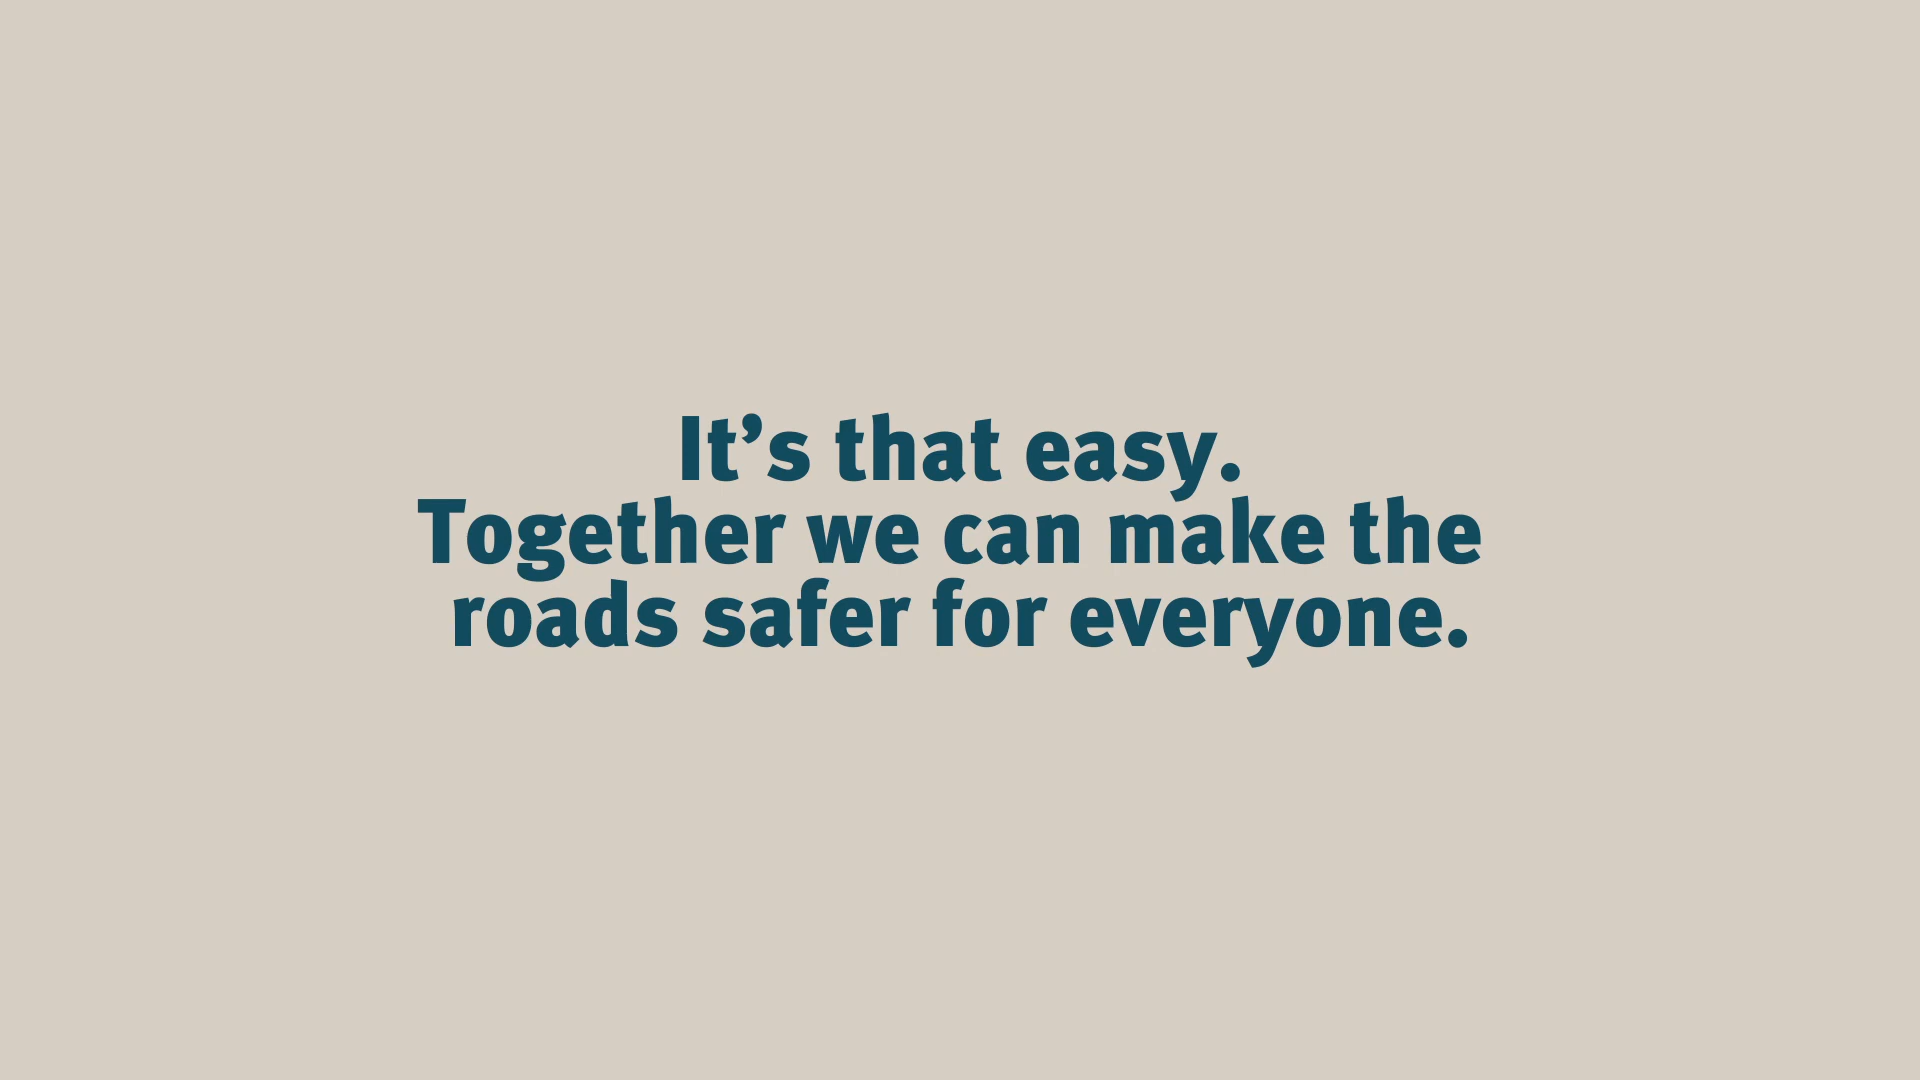 It’s that easy.
Together we can make the
roads safer for everyone.